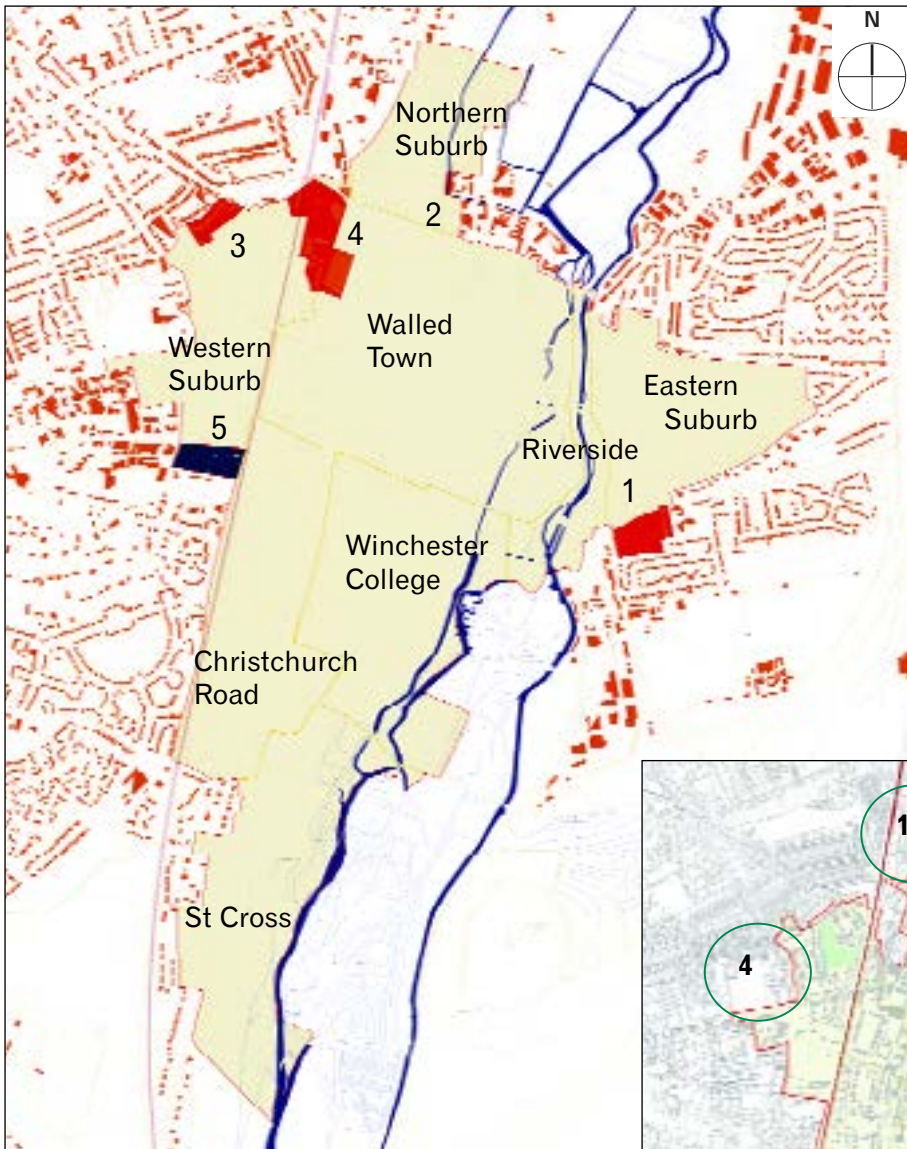 N
Northern
Suburb
2
3
4
Walled
Town
Western
Suburb
Eastern
Suburb
5
Riverside
1
Winchester
College
Christchurch
Road
St Cross
1
4